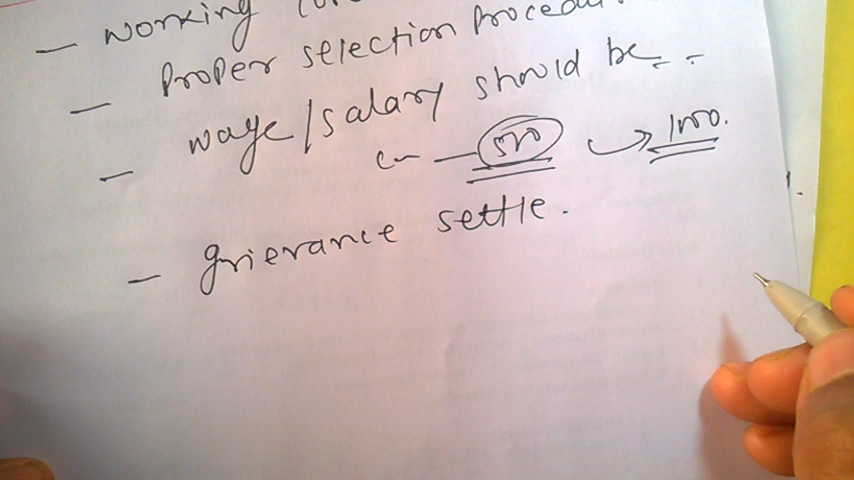 — working
— Proper selection procedu
— wage/salary should be - -
500 → 1000.
— grievance settle.